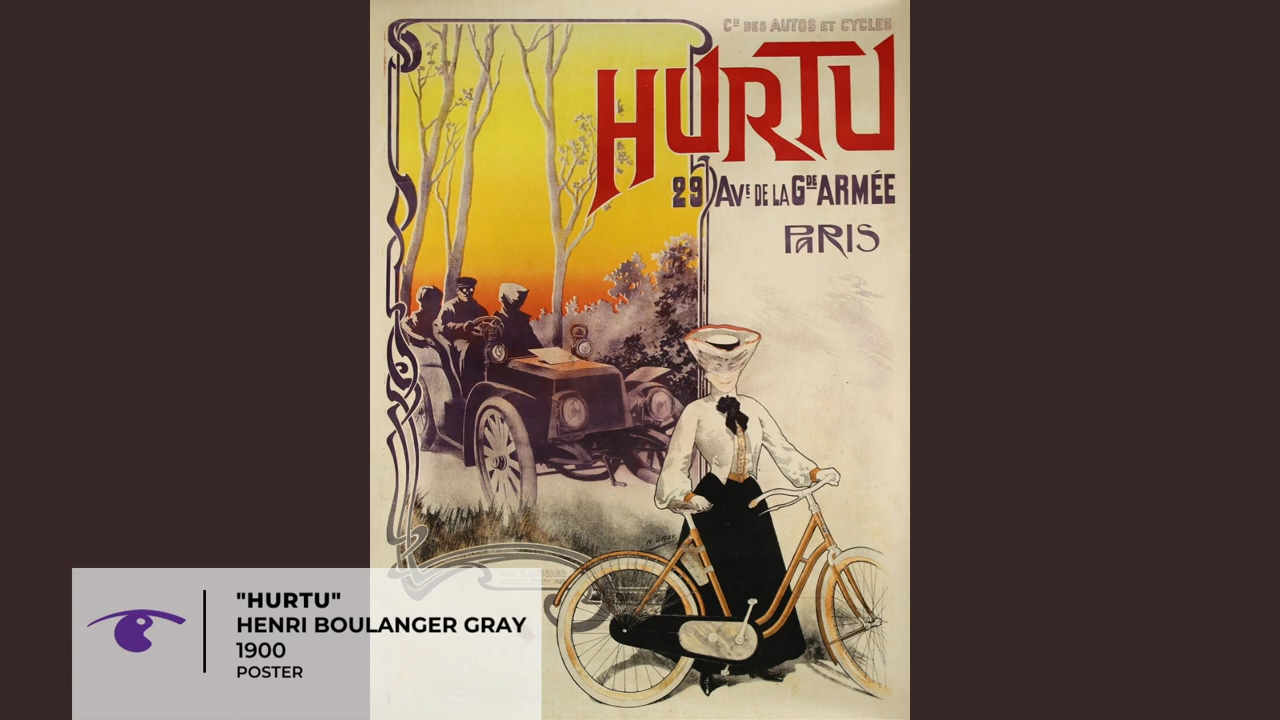 Cie DES AUTOS ET CYCLES
HURTU
29 AVE DE LA GDE ARMÉE
PARIS
H. GRAY
"HURTU"
HENRI BOULANGER GRAY
1900
POSTER